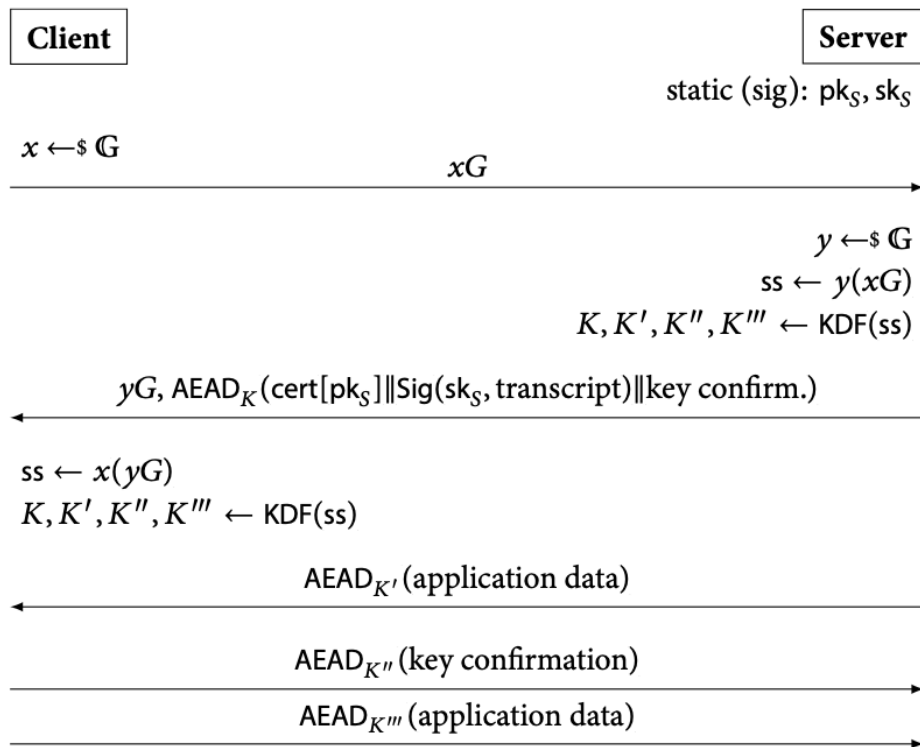 Client
Server
static (sig): pk_S, sk_S
x ←$ 𝔾
xG
y ←$ 𝔾
ss ← y(xG)
K, K′, K″, K‴ ← KDF(ss)
yG, AEAD_K(cert[pk_S]‖Sig(sk_S, transcript)‖key confirm.)
ss ← x(yG)
K, K′, K″, K‴ ← KDF(ss)
AEAD_K′(application data)
AEAD_K″(key confirmation)
AEAD_K‴(application data)